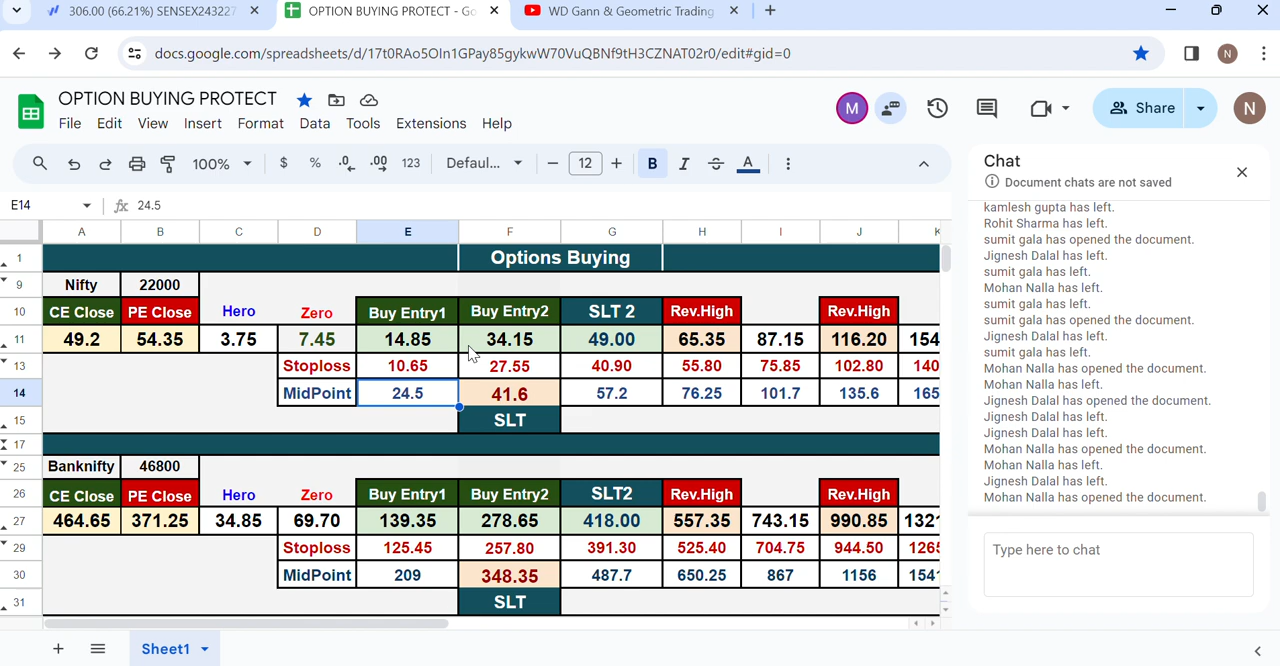 306.00 (66.21%) SENSEX243227
OPTION BUYING PROTECT - Go
WD Gann & Geometric Trading
docs.google.com/spreadsheets/d/17t0RAo5OIn1GPay85gykwW70VuQBNf9tH3CZNAT02r0/edit#gid=0
N
OPTION BUYING PROTECT
File Edit View Insert Format Data Tools Extensions Help
M
Share
N
100% $ % .0 .00 123 Defaul... 12 B I S A
E14 fx 24.5
A B C D E F G H I J K
1 Options Buying
9 Nifty 22000
10 CE Close PE Close Hero Zero Buy Entry1 Buy Entry2 SLT 2 Rev.High Rev.High
11 49.2 54.35 3.75 7.45 14.85 34.15 49.00 65.35 87.15 116.20 154
13 Stoploss 10.65 27.55 40.90 55.80 75.85 102.80 140
14 MidPoint 24.5 41.6 57.2 76.25 101.7 135.6 165
15 SLT
17
25 Banknifty 46800
26 CE Close PE Close Hero Zero Buy Entry1 Buy Entry2 SLT2 Rev.High Rev.High
27 464.65 371.25 34.85 69.70 139.35 278.65 418.00 557.35 743.15 990.85 1321
29 Stoploss 125.45 257.80 391.30 525.40 704.75 944.50 1265
30 MidPoint 209 348.35 487.7 650.25 867 1156 1541
31 SLT
Sheet1
Chat
Document chats are not saved
kamlesh gupta has left.
Rohit Sharma has left.
sumit gala has opened the document.
Jignesh Dalal has left.
sumit gala has left.
Mohan Nalla has left.
sumit gala has left.
sumit gala has opened the document.
Jignesh Dalal has left.
sumit gala has left.
Mohan Nalla has opened the document.
Mohan Nalla has left.
Jignesh Dalal has opened the document.
Jignesh Dalal has left.
Jignesh Dalal has left.
Mohan Nalla has opened the document.
Mohan Nalla has left.
Jignesh Dalal has left.
Mohan Nalla has opened the document.
Type here to chat